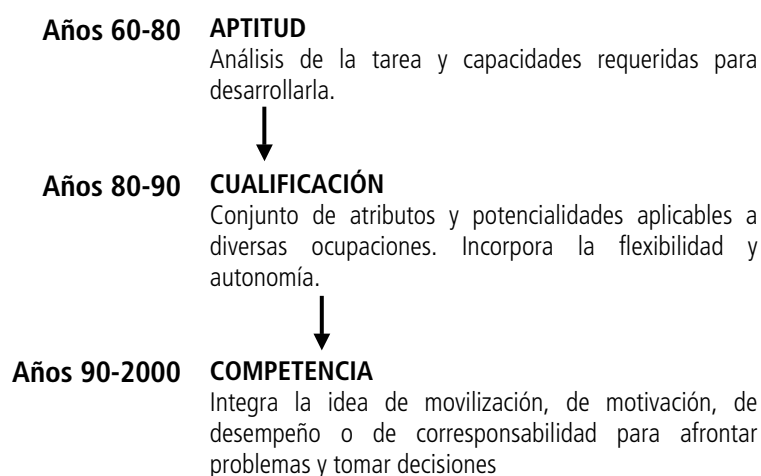 Años 60-80 APTITUD
Análisis de la tarea y capacidades requeridas para
desarrollarla.
Años 80-90 CUALIFICACIÓN
Conjunto de atributos y potencialidades aplicables a
diversas ocupaciones. Incorpora la flexibilidad y
autonomía.
Años 90-2000 COMPETENCIA
Integra la idea de movilización, de motivación, de
desempeño o de corresponsabilidad para afrontar
problemas y tomar decisiones